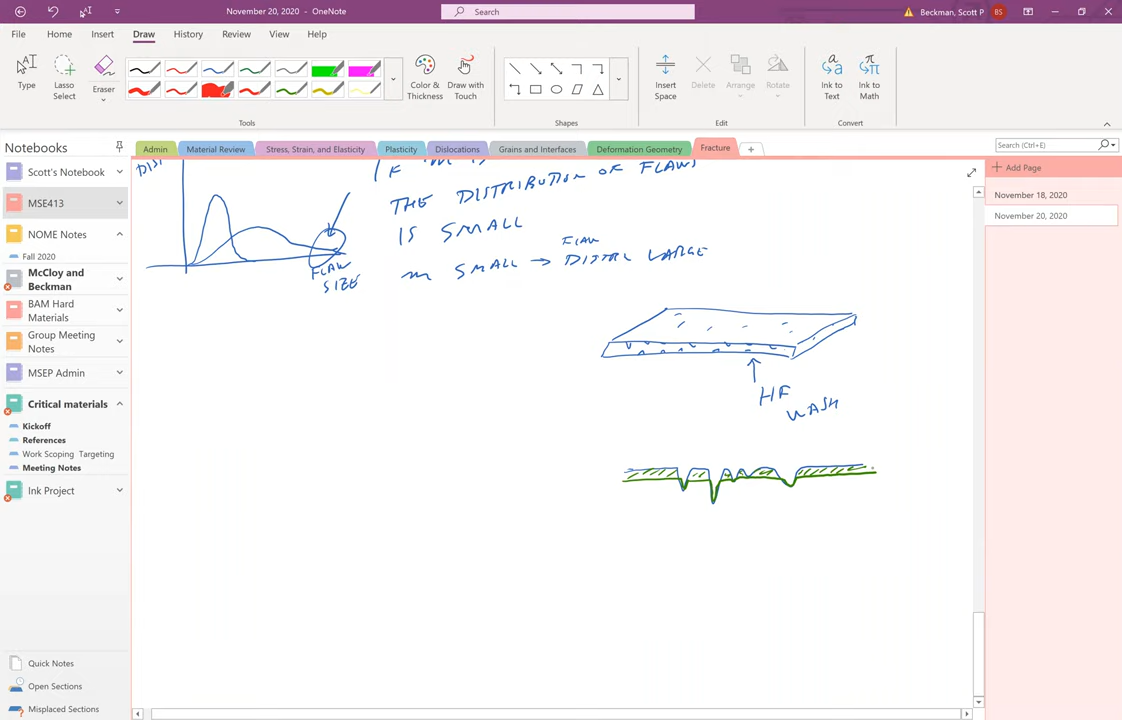 November 20, 2020 - OneNote
Search
Beckman, Scott P
BS
File
Home
Insert
Draw
History
Review
View
Help
Type
Lasso Select
Eraser
Color & Thickness
Draw with Touch
Insert Space
Delete
Arrange
Rotate
Ink to Text
Ink to Math
Tools
Shapes
Edit
Convert
Notebooks
Admin
Material Review
Stress, Strain, and Elasticity
Plasticity
Dislocations
Grains and Interfaces
Deformation Geometry
Fracture
Search (Ctrl+E)
Scott's Notebook
MSE413
NOME Notes
Fall 2020
McCloy and Beckman
BAM Hard Materials
Group Meeting Notes
MSEP Admin
Critical materials
Kickoff
References
Work Scoping Targeting
Meeting Notes
Ink Project
Quick Notes
Open Sections
Misplaced Sections
Add Page
November 18, 2020
November 20, 2020
THE DISTRIBUTION OF FLAWS
IS SMALL
FLAW
m SMALL → DISTR LARGE
FLAW
SIZE
HF
WASH